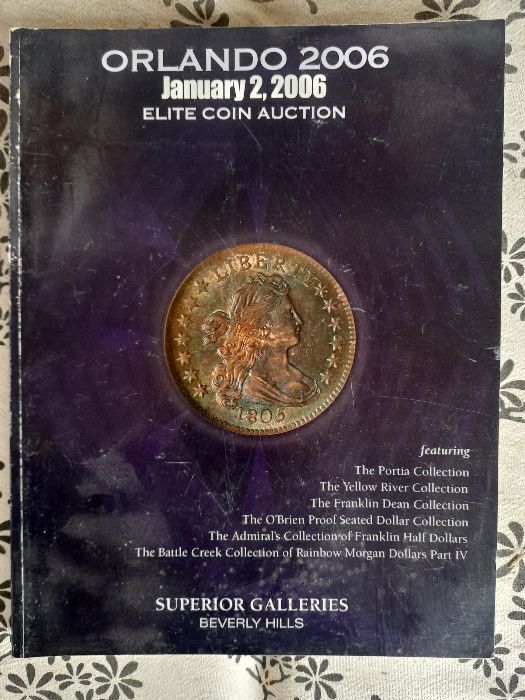 ORLANDO 2006
January 2, 2006
ELITE COIN AUCTION
LIBERTY
1805
featuring
The Portia Collection
The Yellow River Collection
The Franklin Dean Collection
The O'Brien Proof Seated Dollar Collection
The Admiral's Collection of Franklin Half Dollars
The Battle Creek Collection of Rainbow Morgan Dollars Part IV
SUPERIOR GALLERIES
BEVERLY HILLS